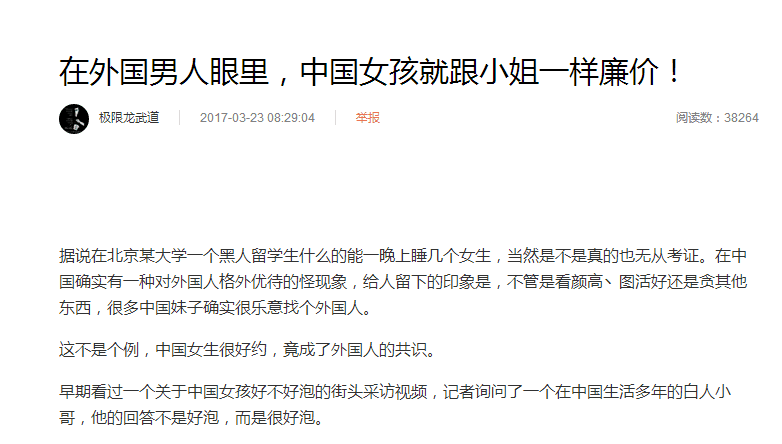 在外国男人眼里，中国女孩就跟小姐一样廉价！
极限龙武道 2017-03-23 08:29:04 举报 阅读数：38264
据说在北京某大学一个黑人留学生什么的能一晚上睡几个女生，当然是不是真的也无从考证。在中
国确实有一种对外国人格外优待的怪现象，给人留下的印象是，不管是看颜高丶图活好还是贪其他
东西，很多中国妹子确实很乐意找个外国人。
这不是个例，中国女生很好约，竟成了外国人的共识。
早期看过一个关于中国女孩好不好泡的街头采访视频，记者询问了一个在中国生活多年的白人小
哥，他的回答不是好泡，而是很好泡。